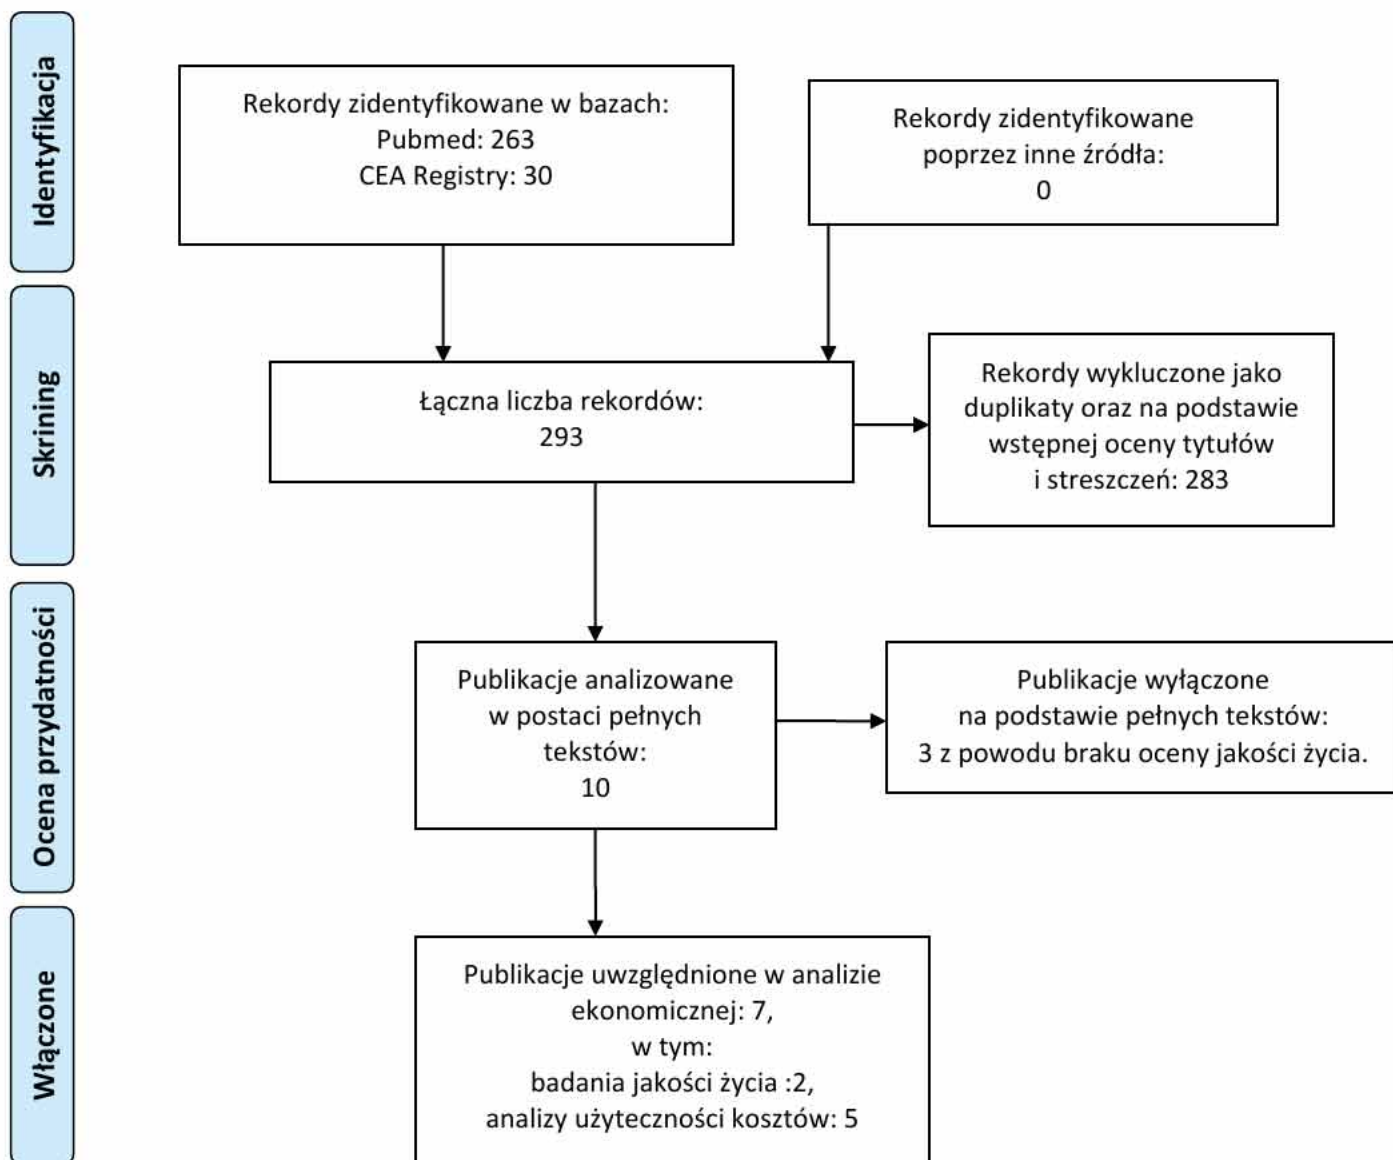 Identyfikacja
Rekordy zidentyfikowane w bazach:
Pubmed: 263
CEA Registry: 30
Rekordy zidentyfikowane
poprzez inne źródła:
0
Skrining
Łączna liczba rekordów:
293
Rekordy wykluczone jako
duplikaty oraz na podstawie
wstępnej oceny tytułów
i streszczeń: 283
Ocena przydatności
Publikacje analizowane
w postaci pełnych
tekstów:
10
Publikacje wyłączone
na podstawie pełnych tekstów:
3 z powodu braku oceny jakości życia.
Włączone
Publikacje uwzględnione w analizie
ekonomicznej: 7,
w tym:
badania jakości życia :2,
analizy użyteczności kosztów: 5